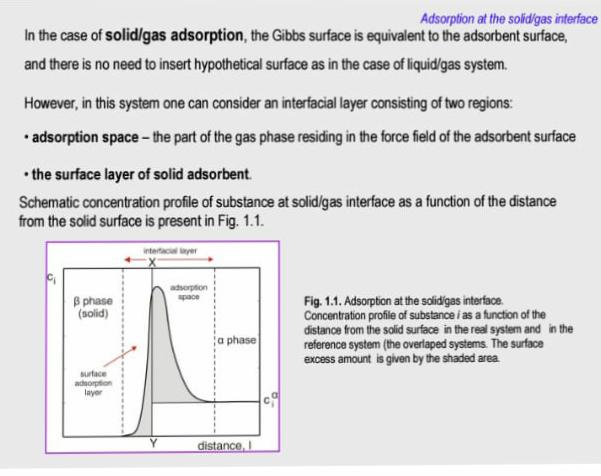 Adsorption at the solid/gas interface
In the case of solid/gas adsorption, the Gibbs surface is equivalent to the adsorbent surface,
and there is no need to insert hypothetical surface as in the case of liquid/gas system.
However, in this system one can consider an interfacial layer consisting of two regions:
• adsorption space – the part of the gas phase residing in the force field of the adsorbent surface
• the surface layer of solid adsorbent.
Schematic concentration profile of substance at solid/gas interface as a function of the distance
from the solid surface is present in Fig. 1.1.
interfacial layer
X
cᵢ
adsorption
space
β phase
(solid)
α phase
surface
adsorption
layer
cᵢᵅ
Y
distance, l
Fig. 1.1. Adsorption at the solid/gas interface.
Concentration profile of substance i as a function of the
distance from the solid surface in the real system and in the
reference system (the overlaped systems. The surface
excess amount is given by the shaded area.